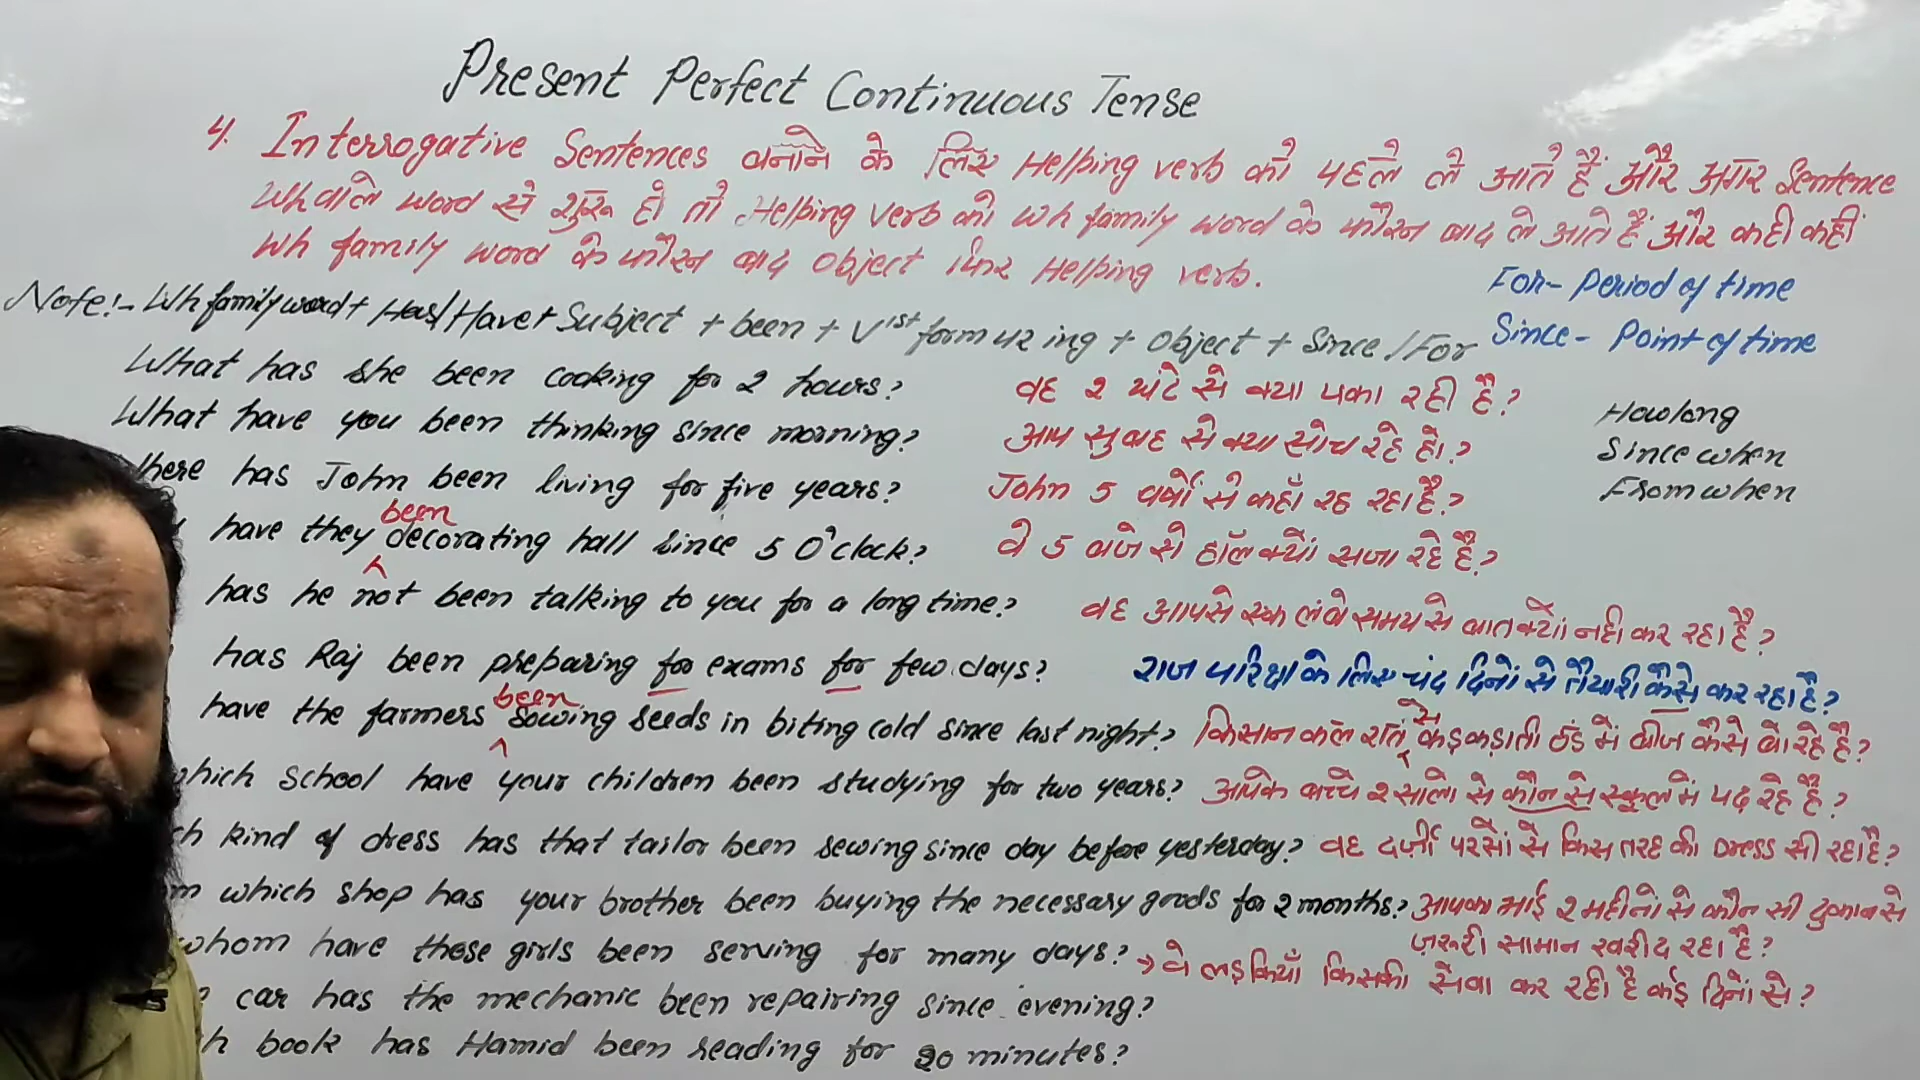 Present Perfect Continuous Tense
4. Interrogative Sentences बनाने के लिए Helping verb को पहले ले आते हैं और अगर Sentence
Wh वाले word से शुरू हो तो Helping verb को wh family word के फौरन बाद ले आते हैं और कहीं कहीं
Wh family word के फौरन बाद object फिर Helping verb.
For- Period of time
Note:- Wh family word + Has/Have + Subject + been + V 1st form पर ing + Object + Since/For
Since- Point of time
What has she been cooking for 2 hours? वह 2 घंटे से क्या पका रही है?
What have you been thinking since morning? आप सुबह से क्या सोच रहे हो?
How long
Since when
From when
here has John been living for five years? John 5 वर्षों से कहाँ रह रहा है?
have they been decorating hall since 5 O'clock? वे 5 बजे से हॉल क्यों सजा रहे हैं?
has he not been talking to you for a long time? वह आपसे एक लंबे समय से बात क्यों नहीं कर रहा है?
has Raj been preparing for exams for few days? राज परिक्षा के लिए चंद दिनों से तैयारी कैसे कर रहा है?
have the farmers been sowing seeds in biting cold since last night? किसान कल रात से कड़कड़ाती ठंड में बीज कैसे बो रहे हैं?
which school have your children been studying for two years? आपके बच्चे 2 सालों से कौन से स्कूल में पढ़ रहे हैं?
ch kind of dress has that tailor been sewing since day before yesterday? वह दर्ज़ी परसों से किस तरह की Dress सी रहा है?
m which shop has your brother been buying the necessary goods for 2 months? आपका भाई 2 महीनों से कौन सी दुकान से
ज़रूरी सामान खरीद रहा है?
whom have those girls been serving for many days? → वे लड़कियाँ किसकी सेवा कर रही है कई दिनों से?
car has the mechanic been repairing since evening?
h book has Hamid been reading for 20 minutes?